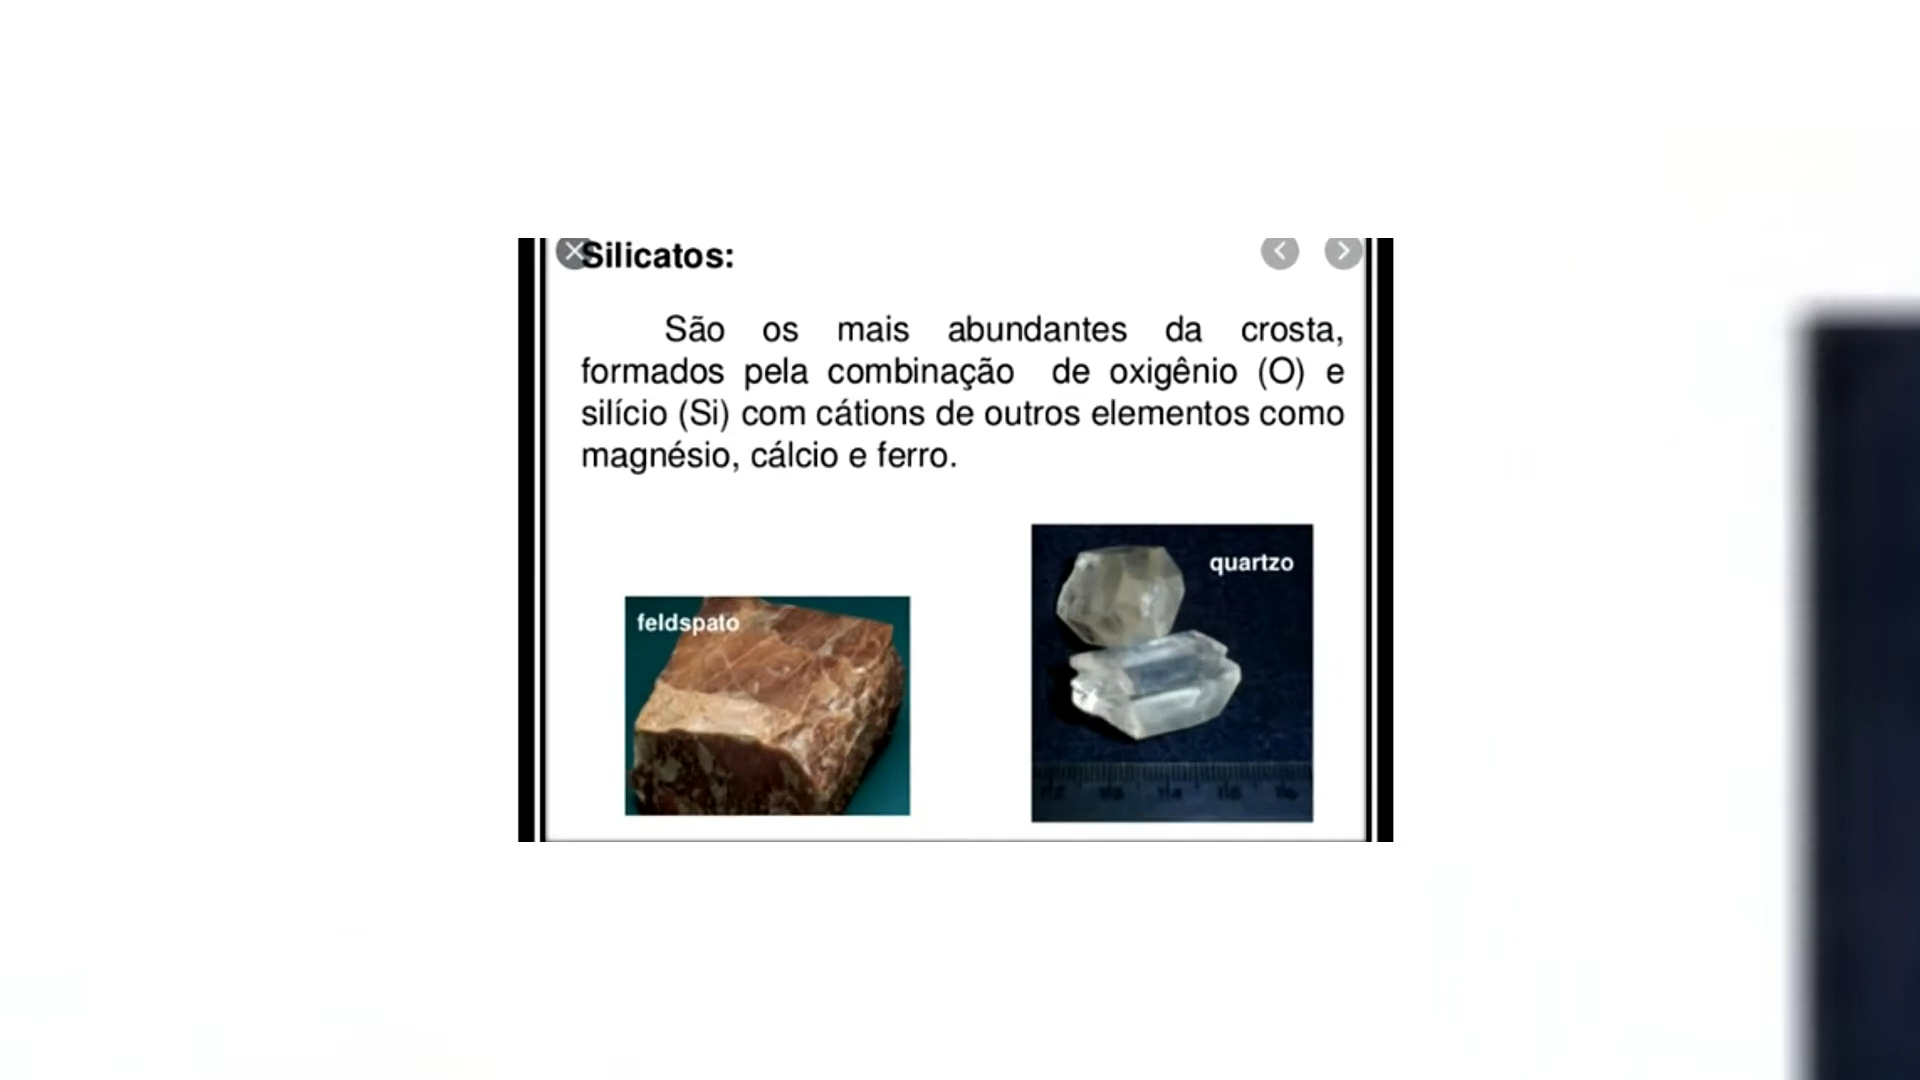 Silicatos:
São os mais abundantes da crosta,
formados pela combinação de oxigênio (O) e
silício (Si) com cátions de outros elementos como
magnésio, cálcio e ferro.
quartzo
feldspato